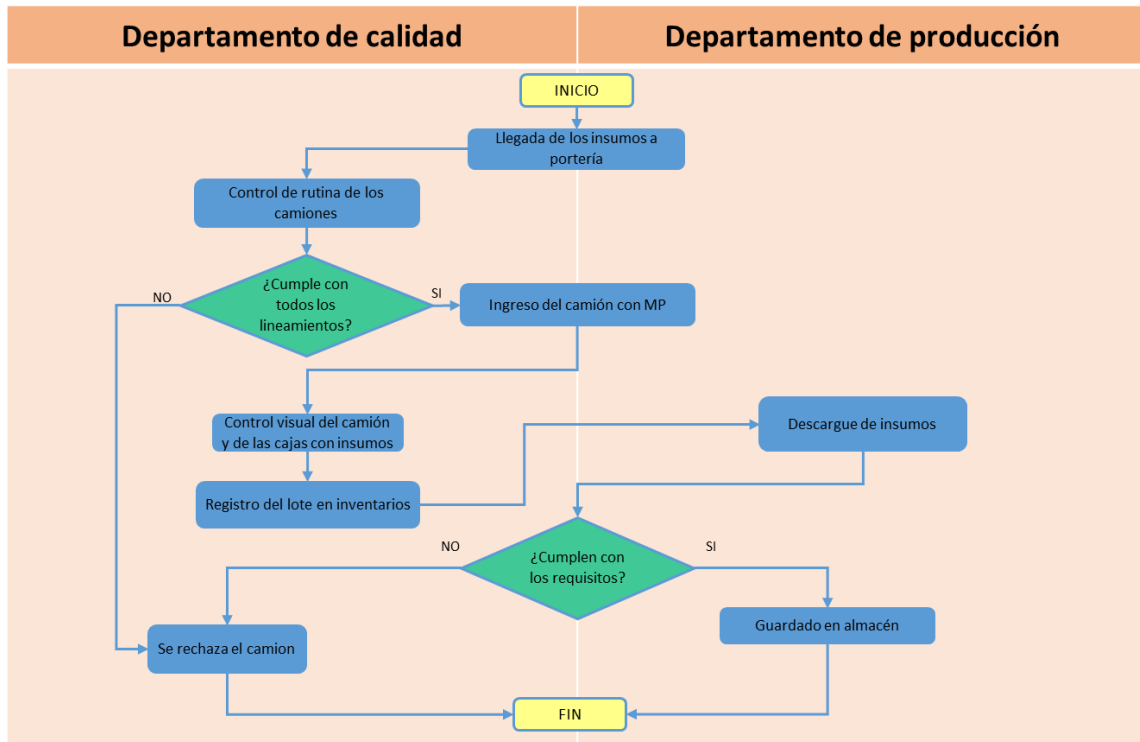 Departamento de calidad
Departamento de producción
INICIO
Llegada de los insumos a
portería
Control de rutina de los
camiones
¿Cumple con
todos los
lineamientos?
NO
SI
Ingreso del camión con MP
Control visual del camión
y de las cajas con insumos
Descargue de insumos
Registro del lote en inventarios
¿Cumplen con
los requisitos?
NO
SI
Se rechaza el camion
Guardado en almacén
FIN